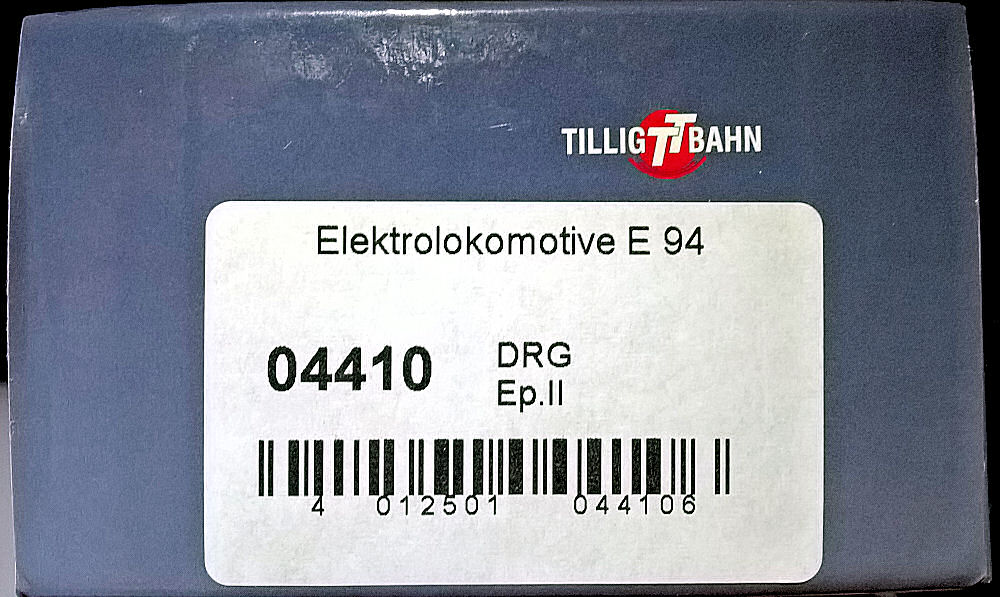 TILLIG TT BAHN
Elektrolokomotive E 94
04410
DRG
Ep.II
4 012501 044106